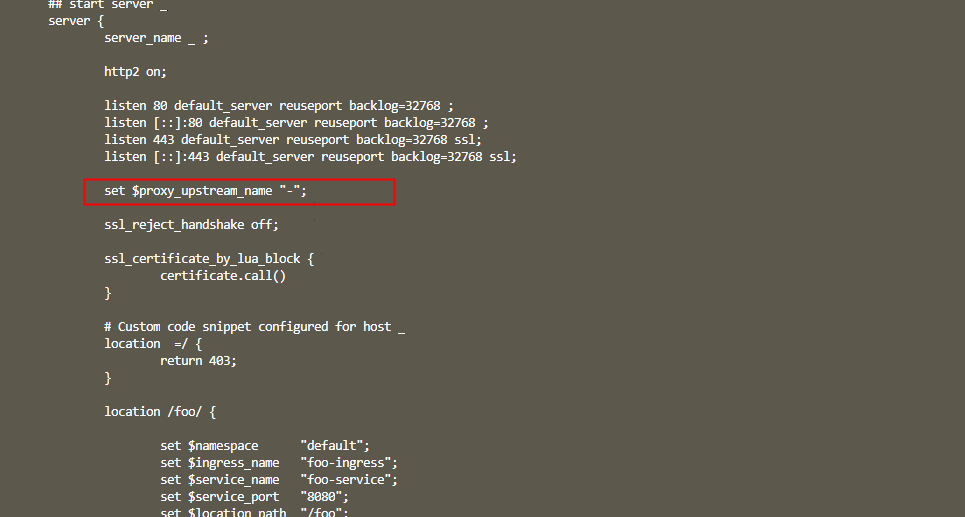 ## start server _
server {
server_name _ ;
http2 on;
listen 80 default_server reuseport backlog=32768 ;
listen [::]:80 default_server reuseport backlog=32768 ;
listen 443 default_server reuseport backlog=32768 ssl;
listen [::]:443 default_server reuseport backlog=32768 ssl;
set $proxy_upstream_name "-";
ssl_reject_handshake off;
ssl_certificate_by_lua_block {
certificate.call()
}
# Custom code snippet configured for host _
location  =/ {
return 403;
}
location /foo/ {
set $namespace      "default";
set $ingress_name   "foo-ingress";
set $service_name   "foo-service";
set $service_port   "8080";
set $location_path  "/foo";